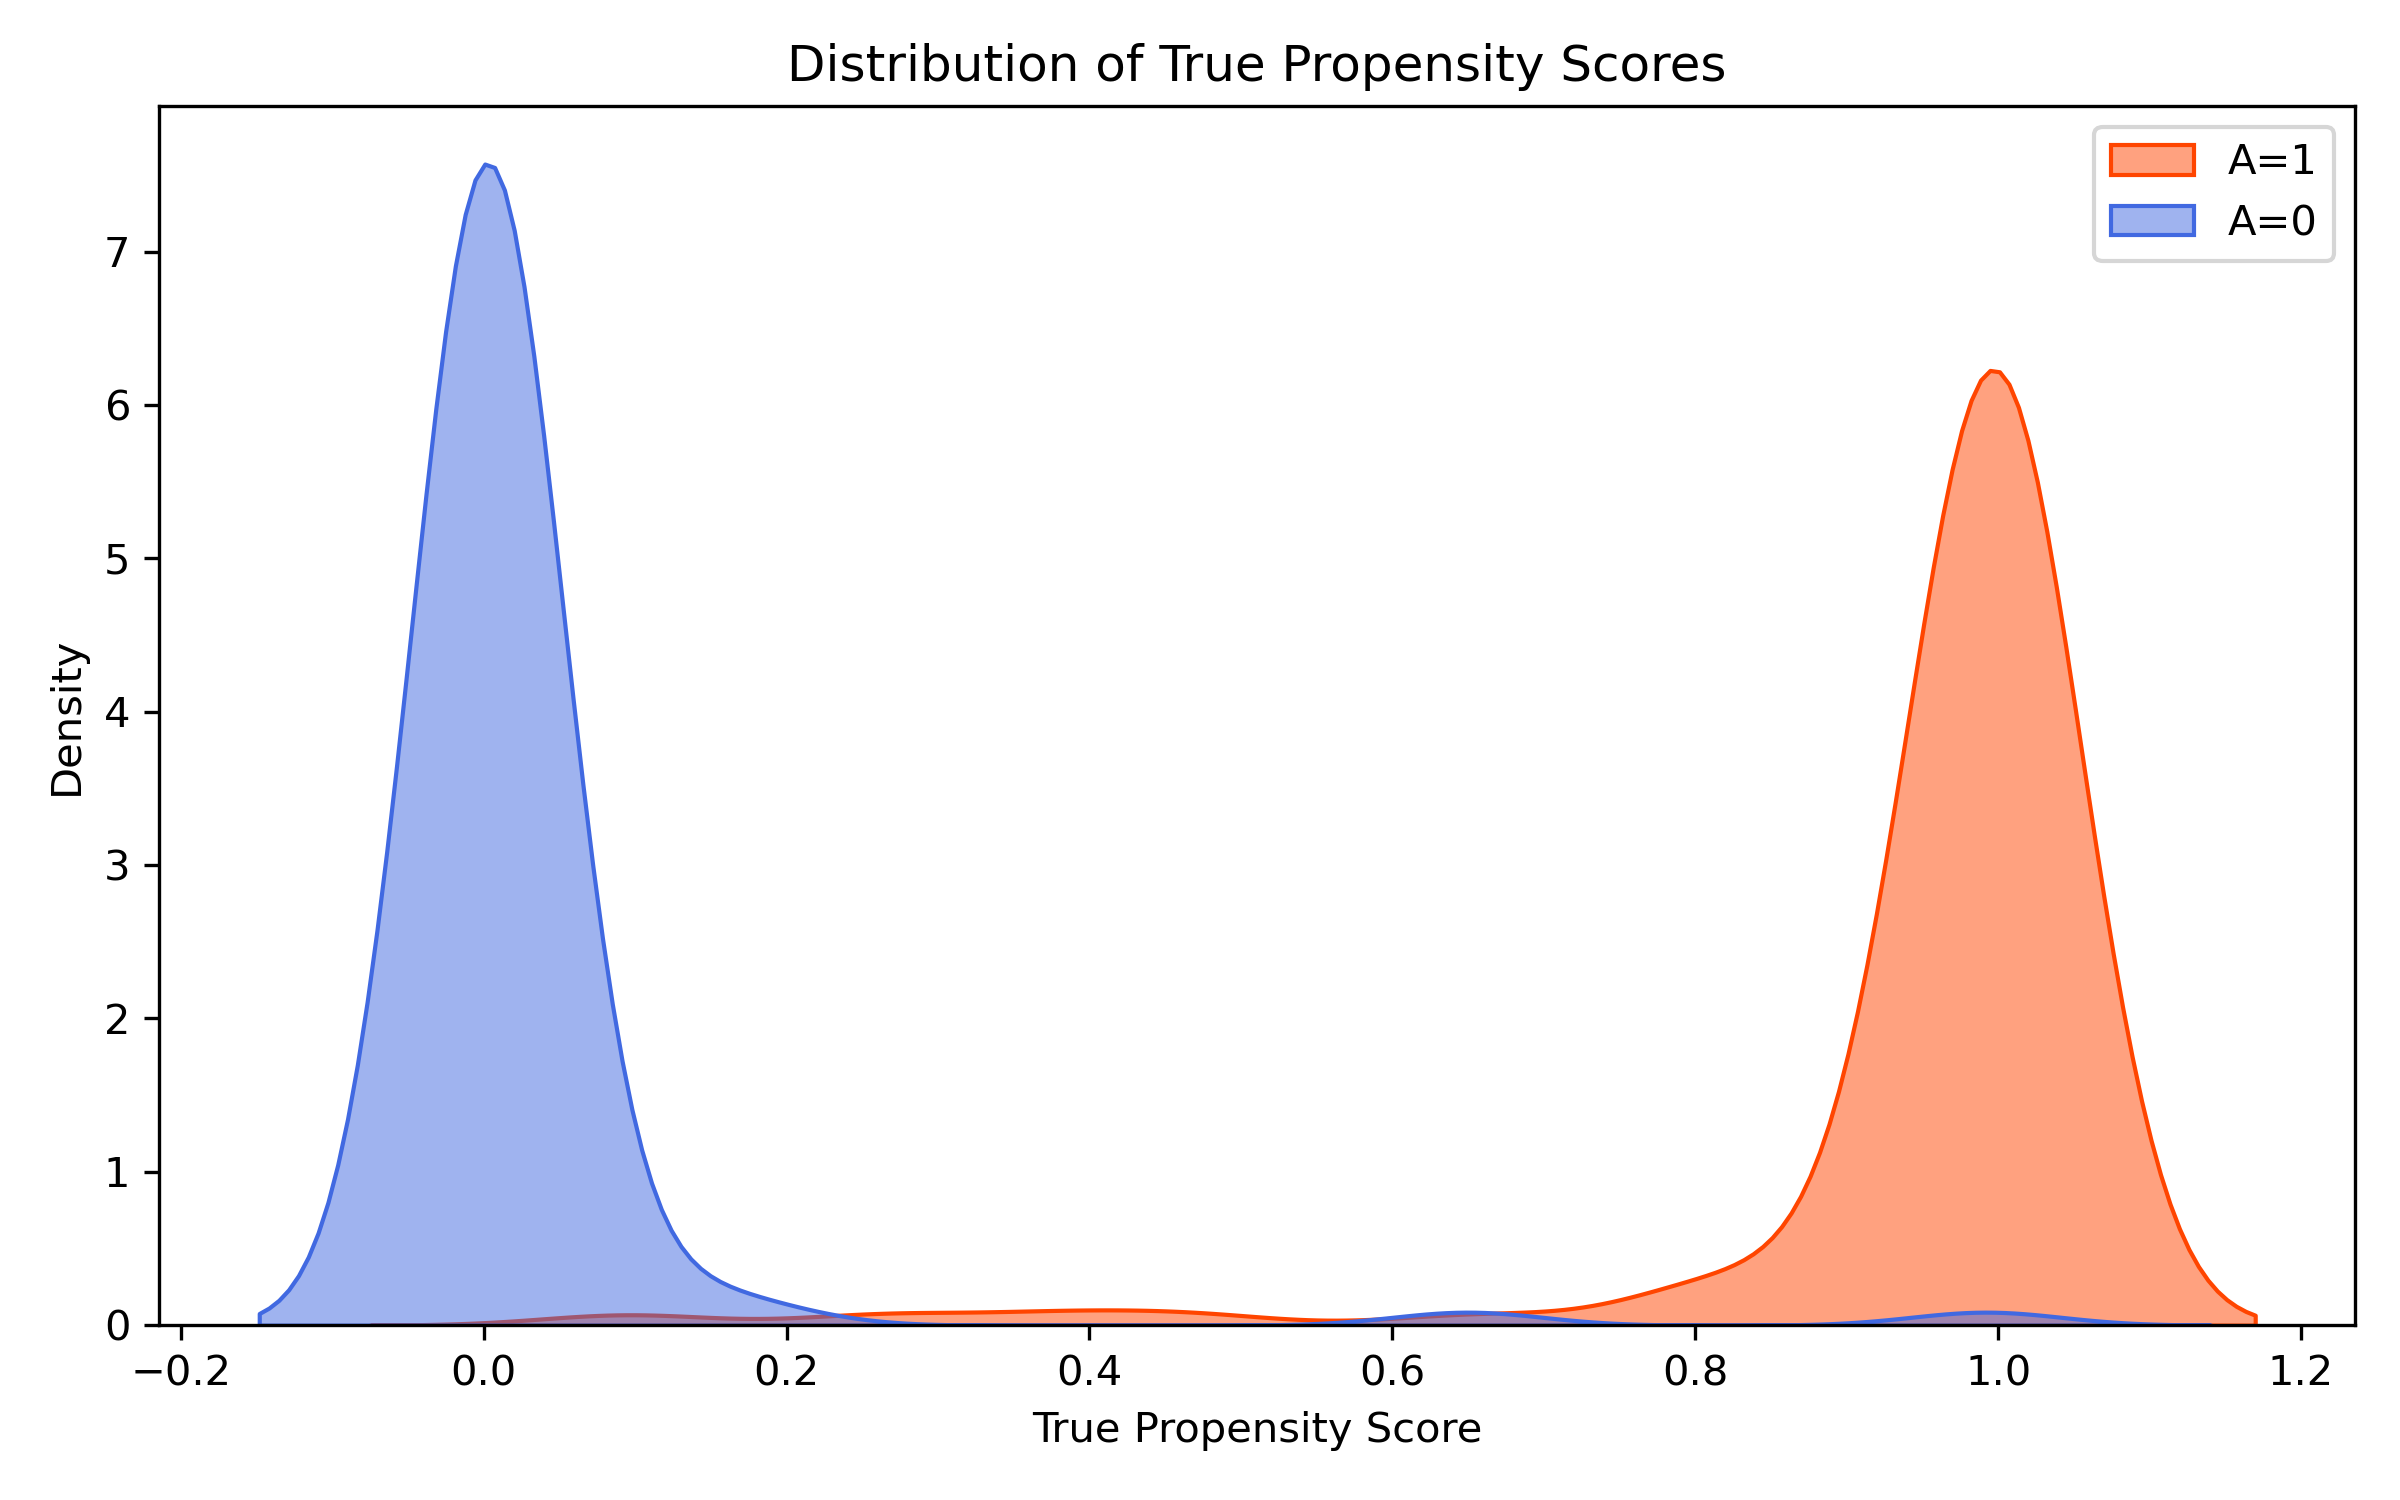 Distribution of True Propensity Scores
A=1
A=0
Density
7
6
5
4
3
2
1
0
−0.2 0.0 0.2 0.4 0.6 0.8 1.0 1.2
True Propensity Score